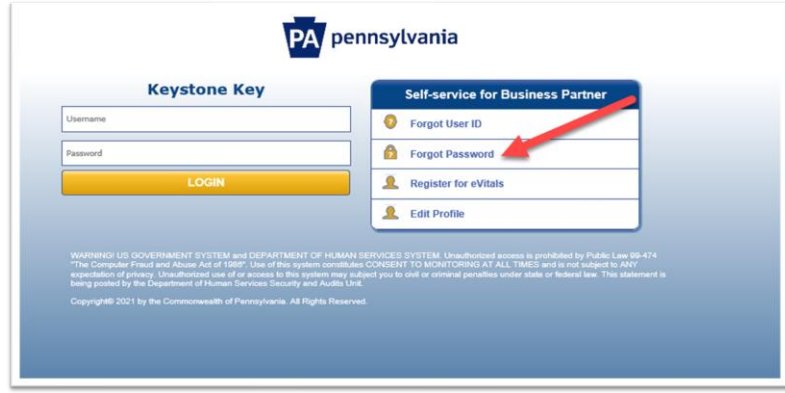 PA pennsylvania
Keystone Key
Username
Password
LOGIN
Self-service for Business Partner
Forgot User ID
Forgot Password
Register for eVitals
Edit Profile
WARNING! US GOVERNMENT SYSTEM and DEPARTMENT OF HUMAN SERVICES SYSTEM. Unauthorized access is prohibited by Public Law 99-474
"The Computer Fraud and Abuse Act of 1986". Use of this system constitutes CONSENT TO MONITORING AT ALL TIMES and is not subject to ANY
expectation of privacy. Unauthorized use of or access to this system may subject you to civil or criminal penalties under state or federal law. This statement is
being posted by the Department of Human Services Security and Audits Unit.
Copyright© 2021 by the Commonwealth of Pennsylvania. All Rights Reserved.